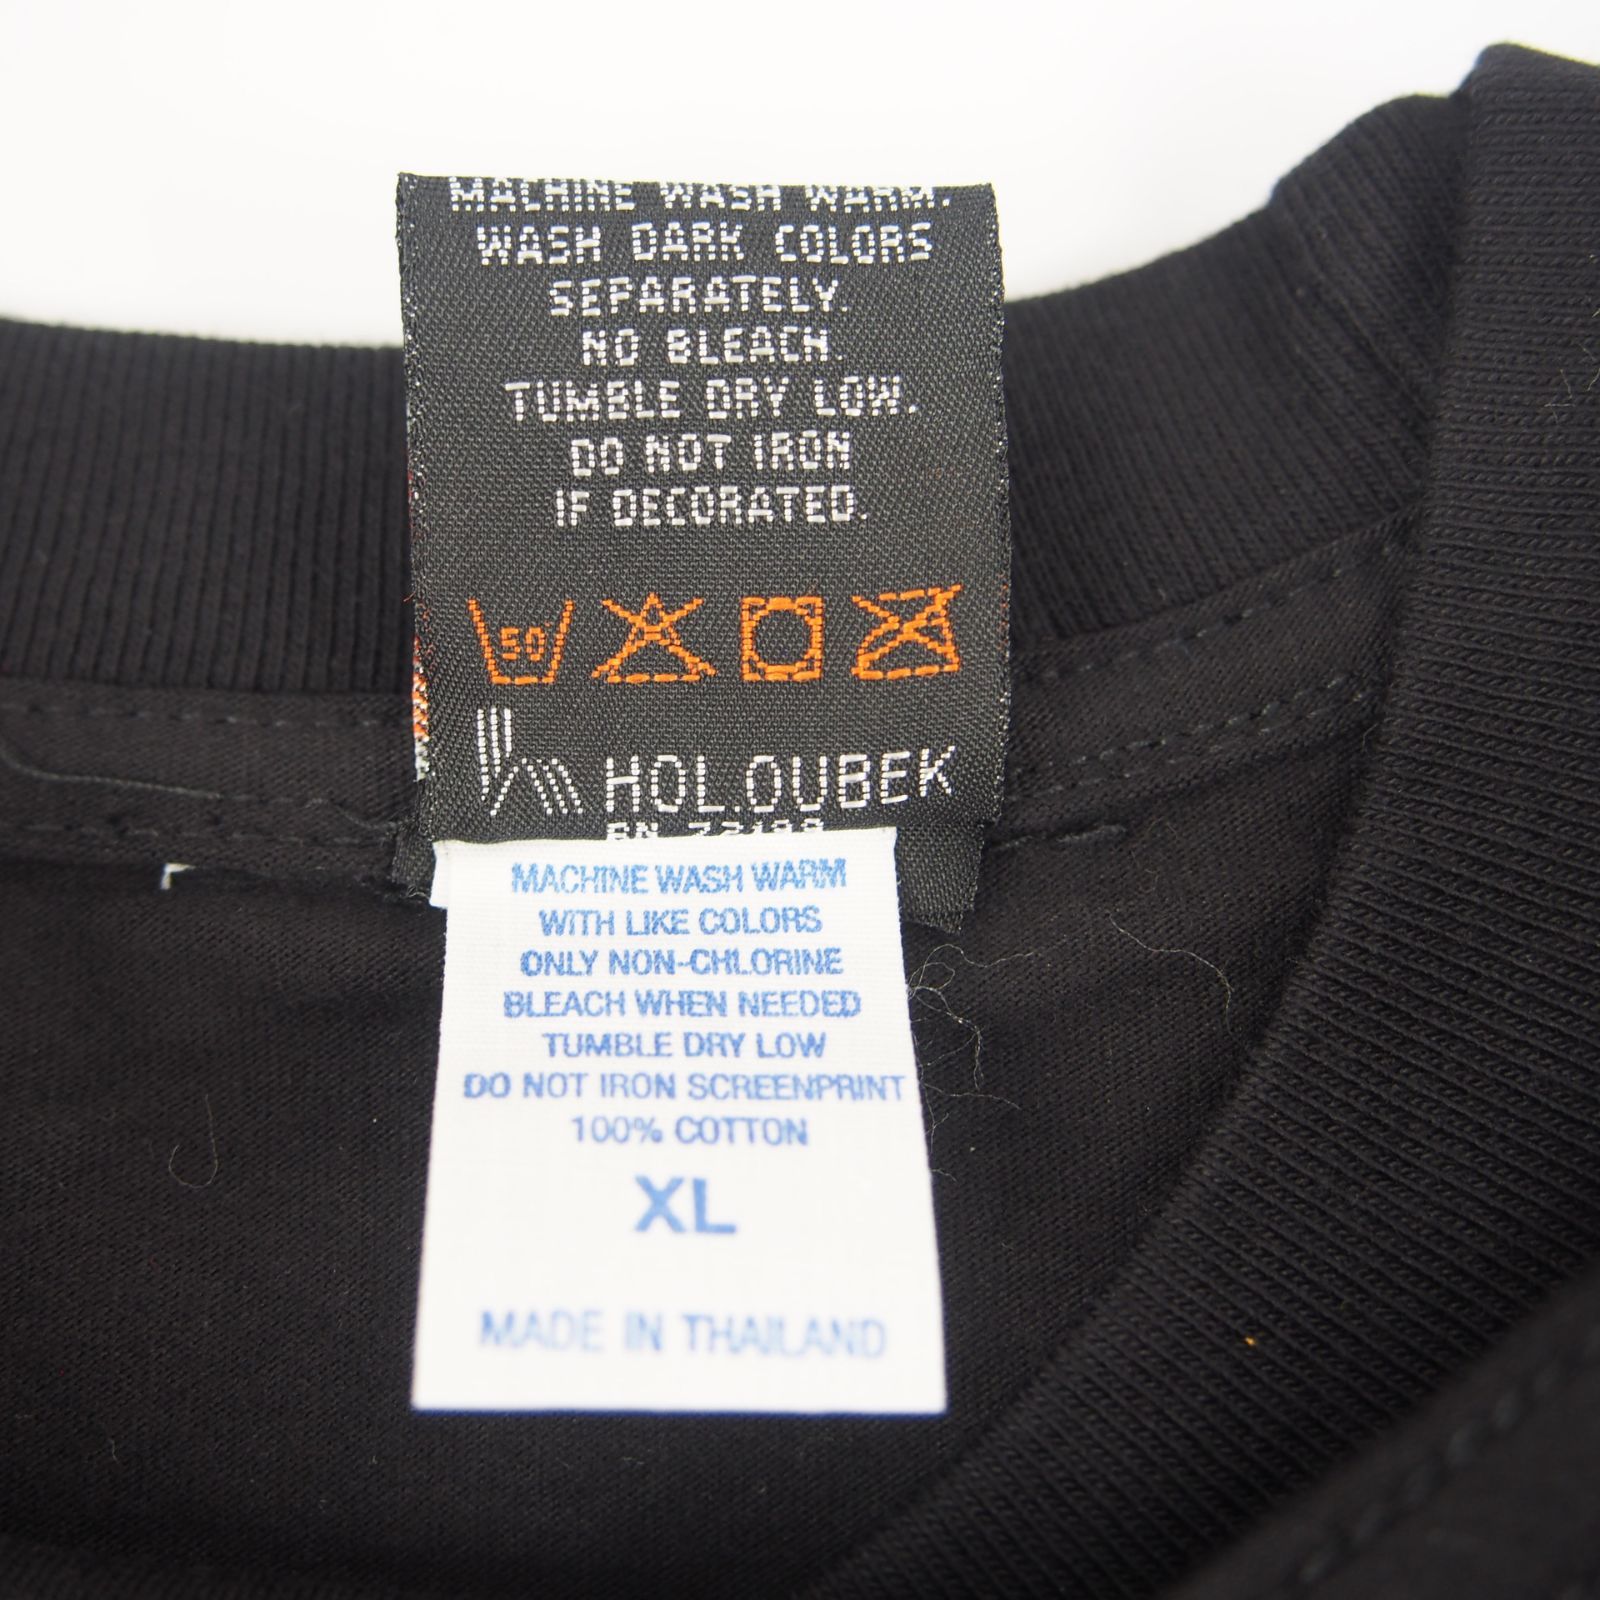 MACHINE WASH WARM.
WASH DARK COLORS
SEPARATELY.
NO BLEACH.
TUMBLE DRY LOW.
DO NOT IRON
IF DECORATED.
50°
HOLOUBEK
MACHINE WASH WARM
WITH LIKE COLORS
ONLY NON-CHLORINE
BLEACH WHEN NEEDED
TUMBLE DRY LOW
DO NOT IRON SCREENPRINT
100% COTTON
XL
MADE IN THAILAND